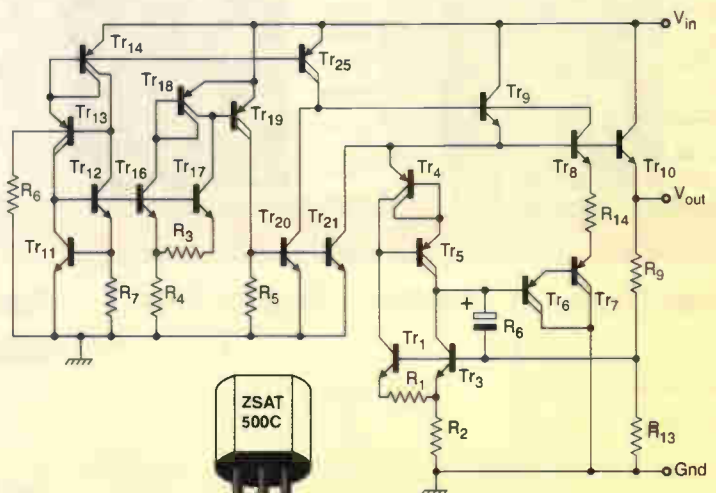 Vin
Tr14
Tr25
Tr18
Tr9
Tr13
Tr19
Tr4
Tr8
Tr10
Tr12
Tr16
Tr17
Vout
R6
R14
Tr20
Tr21
Tr5
R3
R9
Tr11
+
Tr6
Tr7
R7
R4
R5
R6
Tr1
Tr3
R1
ZSAT
500C
R2
R13
Gnd